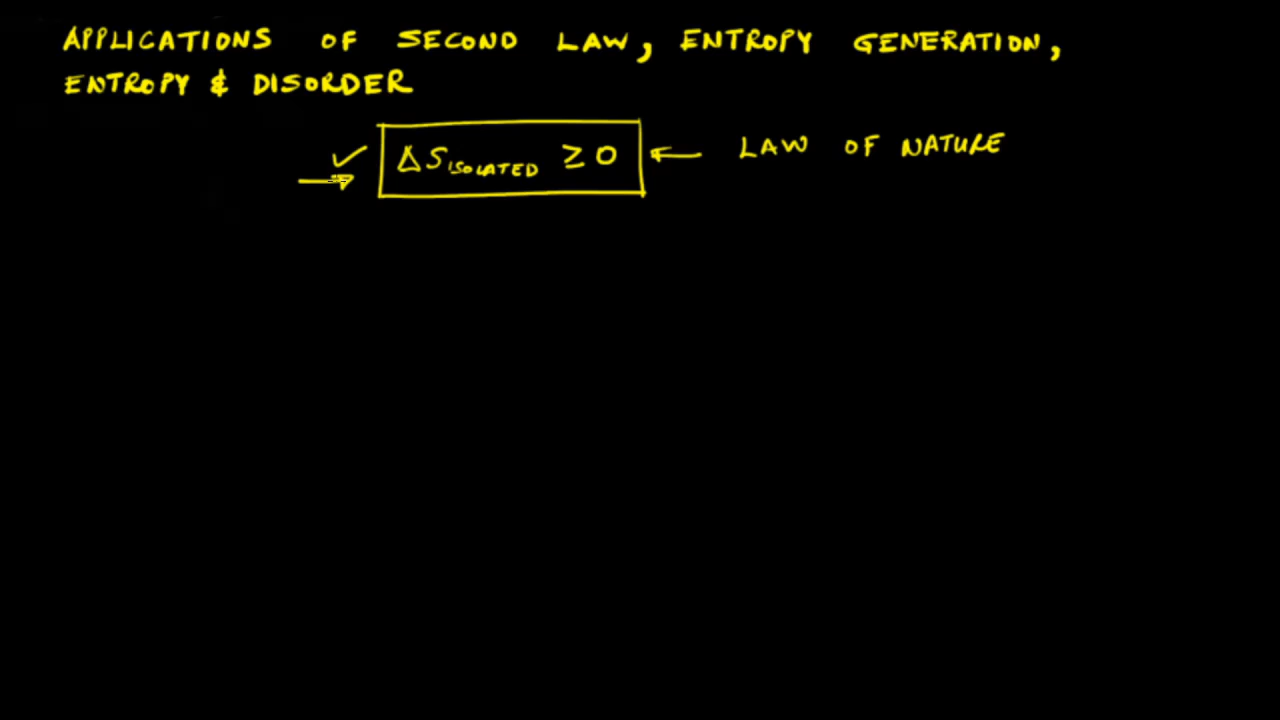 APPLICATIONS OF SECOND LAW, ENTROPY GENERATION,
ENTROPY & DISORDER
✓ ΔS_ISOLATED ≥ 0 ← LAW OF NATURE
→